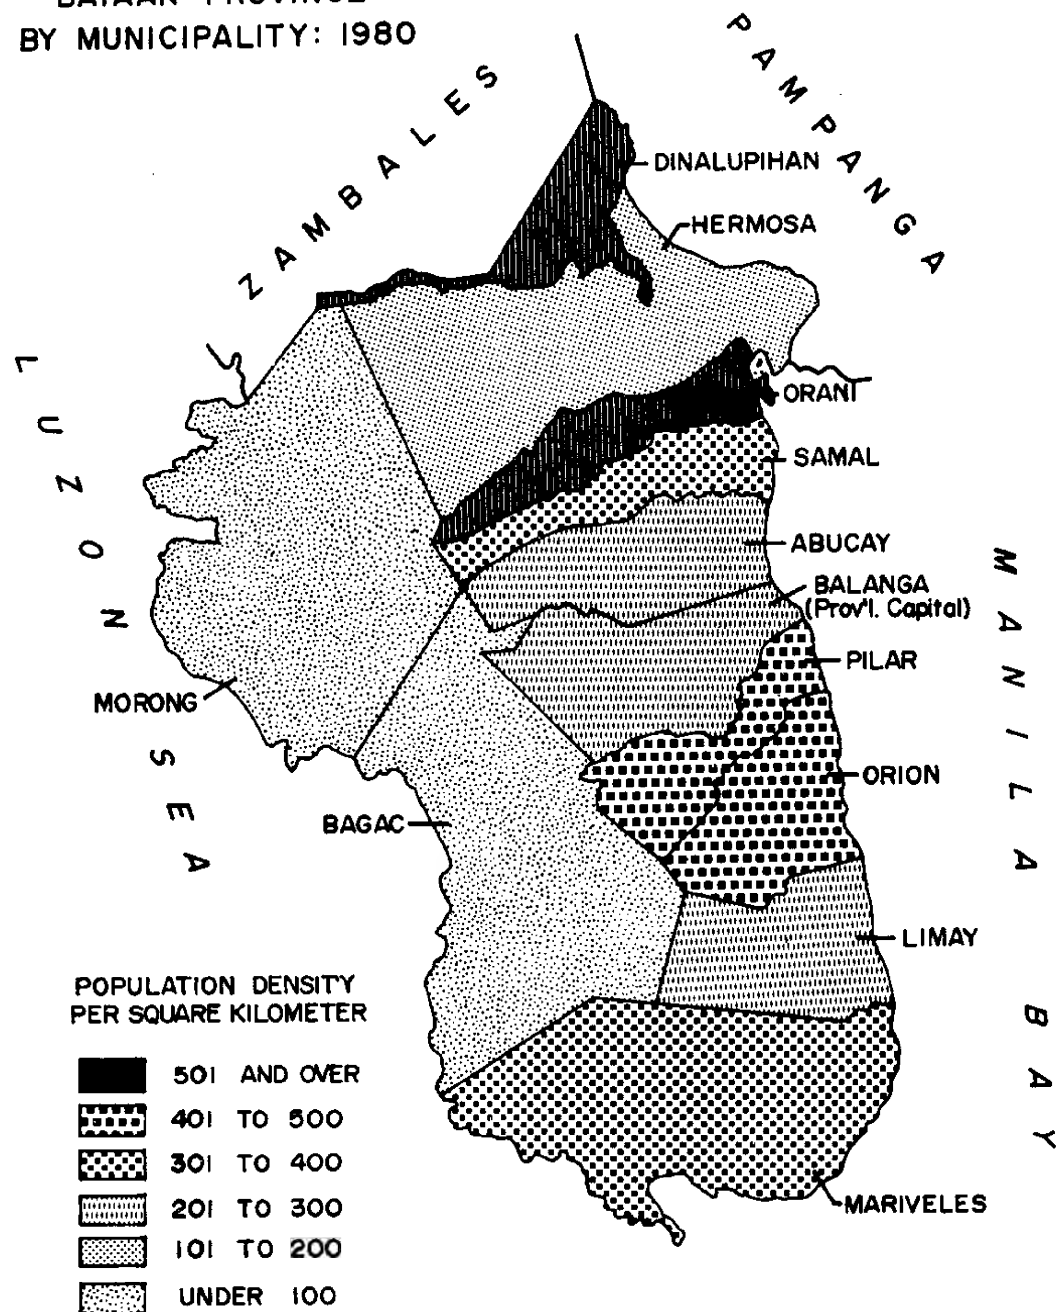 BATAAN PROVINCE
BY MUNICIPALITY: 1980
ZAMBALES
PAMPANGA
DINALUPIHAN
HERMOSA
ORANI
SAMAL
ABUCAY
BALANGA
(Prov'l. Capital)
PILAR
ORION
LIMAY
MARIVELES
MORONG
BAGAC
LUZON SEA
MANILA BAY
POPULATION DENSITY
PER SQUARE KILOMETER
501 AND OVER
401 TO 500
301 TO 400
201 TO 300
101 TO 200
UNDER 100